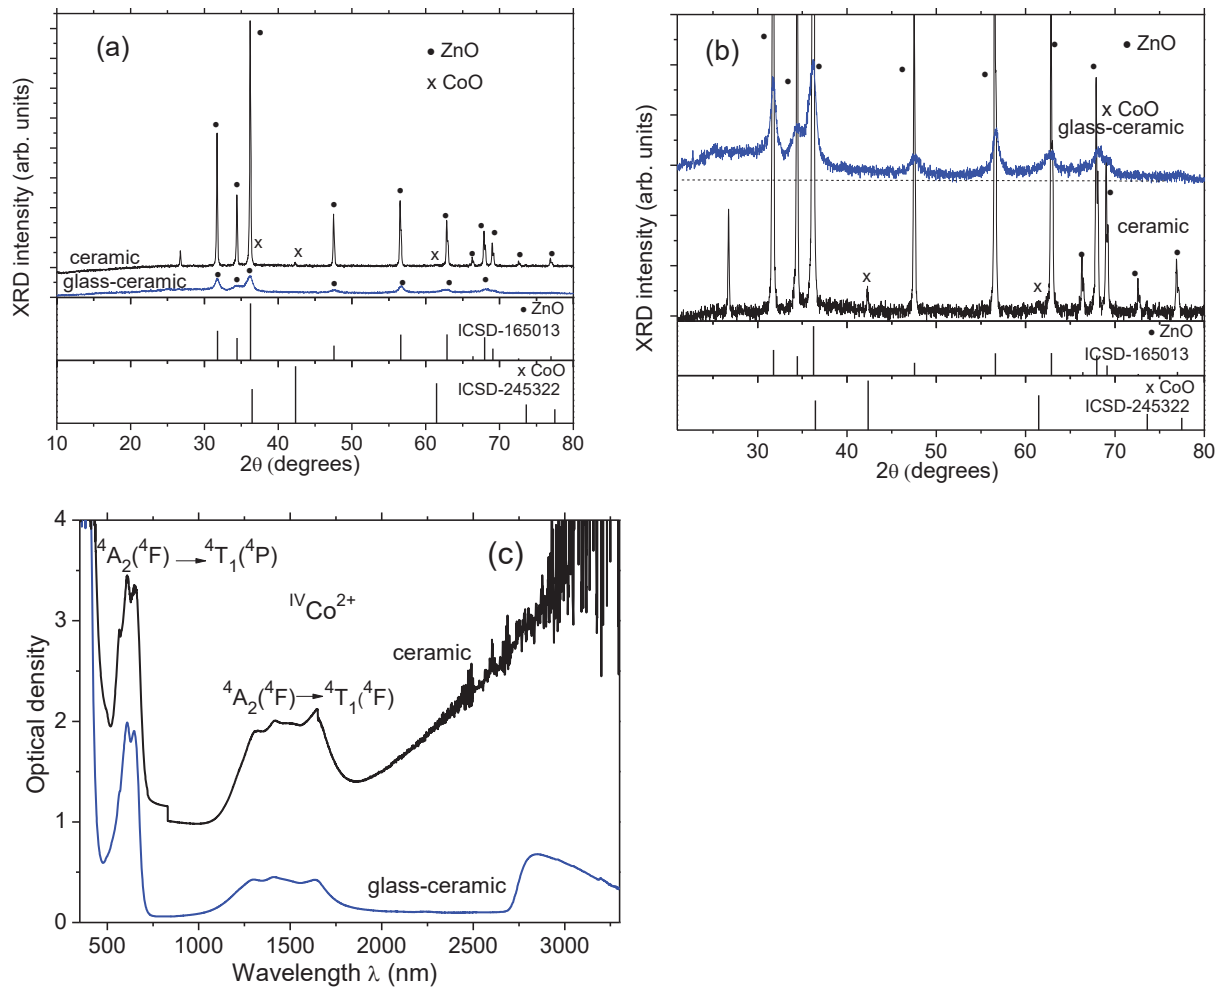 (a)
• ZnO
x CoO
XRD intensity (arb. units)
x
x
x
ceramic
glass-ceramic
• ZnO
ICSD-165013
x CoO
ICSD-245322
10 20 30 40 50 60 70 80
2θ (degrees)
(b)
• ZnO
x CoO
glass-ceramic
XRD intensity (arb. units)
ceramic
x
x
• ZnO
ICSD-165013
x CoO
ICSD-245322
30 40 50 60 70 80
2θ (degrees)
(c)
⁴A₂(⁴F) → ⁴T₁(⁴P)
ᴵⱽCo²⁺
ceramic
⁴A₂(⁴F) → ⁴T₁(⁴F)
glass-ceramic
Optical density
4
3
2
1
0
500 1000 1500 2000 2500 3000
Wavelength λ (nm)